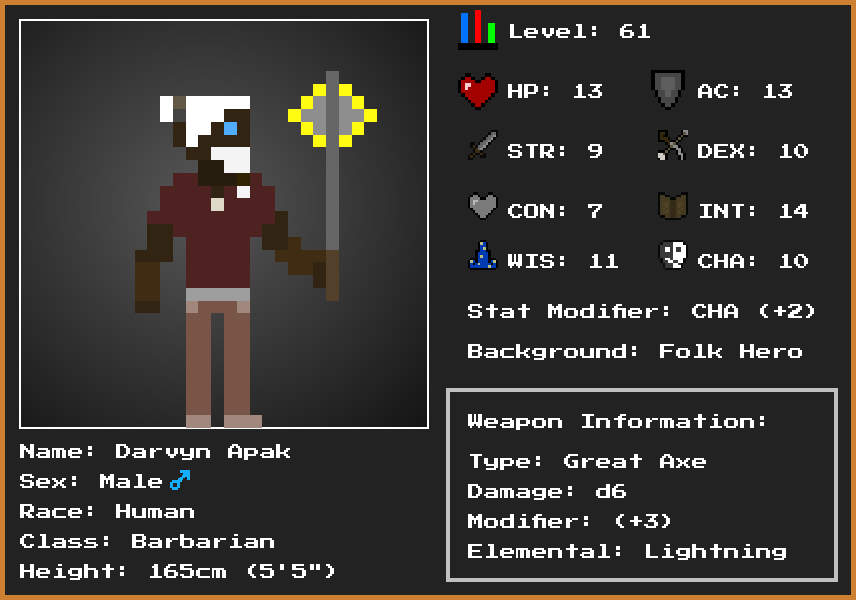 Level: 61
HP: 13 AC: 13
STR: 9 DEX: 10
CON: 7 INT: 14
WIS: 11 CHA: 10
Stat Modifier: CHA (+2)
Background: Folk Hero
Weapon Information:
Type: Great Axe
Damage: d6
Modifier: (+3)
Elemental: Lightning
Name: Darvyn Apak
Sex: Male ♂
Race: Human
Class: Barbarian
Height: 165cm (5'5")